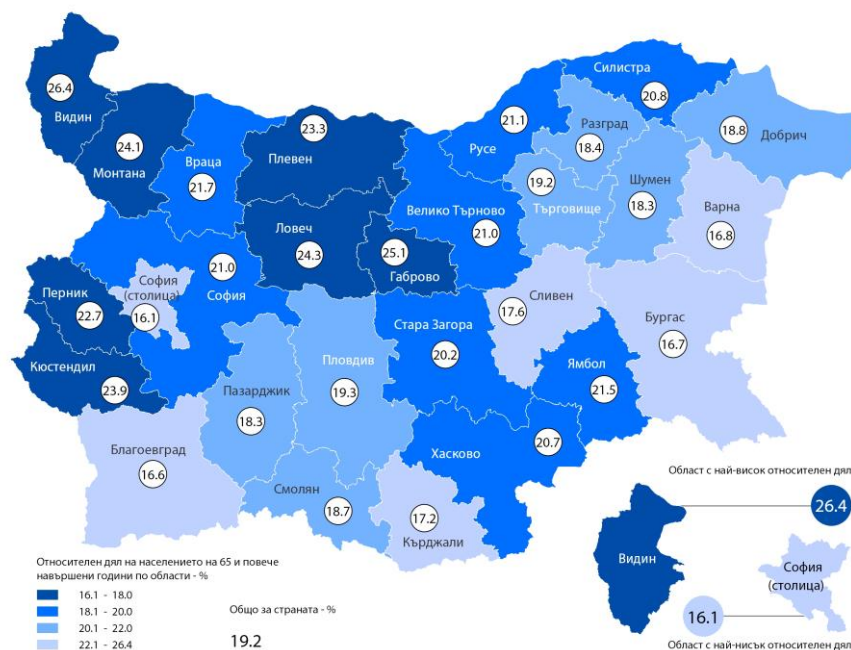 Силистра
20.8
26.4
Видин
21.1
Русе
23.3
Плевен
Разград
18.4
18.8
Добрич
24.1
Монтана
Враца
21.7
19.2
Търговище
Шумен
18.3
Варна
16.8
Велико Търново
21.0
Ловеч
24.3
25.1
Габрово
21.0
София
София
(столица)
16.1
Перник
22.7
Сливен
17.6
Бургас
16.7
Стара Загора
20.2
Кюстендил
23.9
Пловдив
19.3
Ямбол
21.5
Пазарджик
18.3
Благоевград
16.6
Хасково
20.7
Смолян
18.7
17.2
Кърджали
Област с най-висок относителен дял
26.4
Видин
София
(столица)
16.1
Област с най-нисък относителен дял
Относителен дял на населението на 65 и повече
навършени години по области - %
16.1 - 18.0
18.1 - 20.0
20.1 - 22.0
22.1 - 26.4
Общо за страната - %
19.2